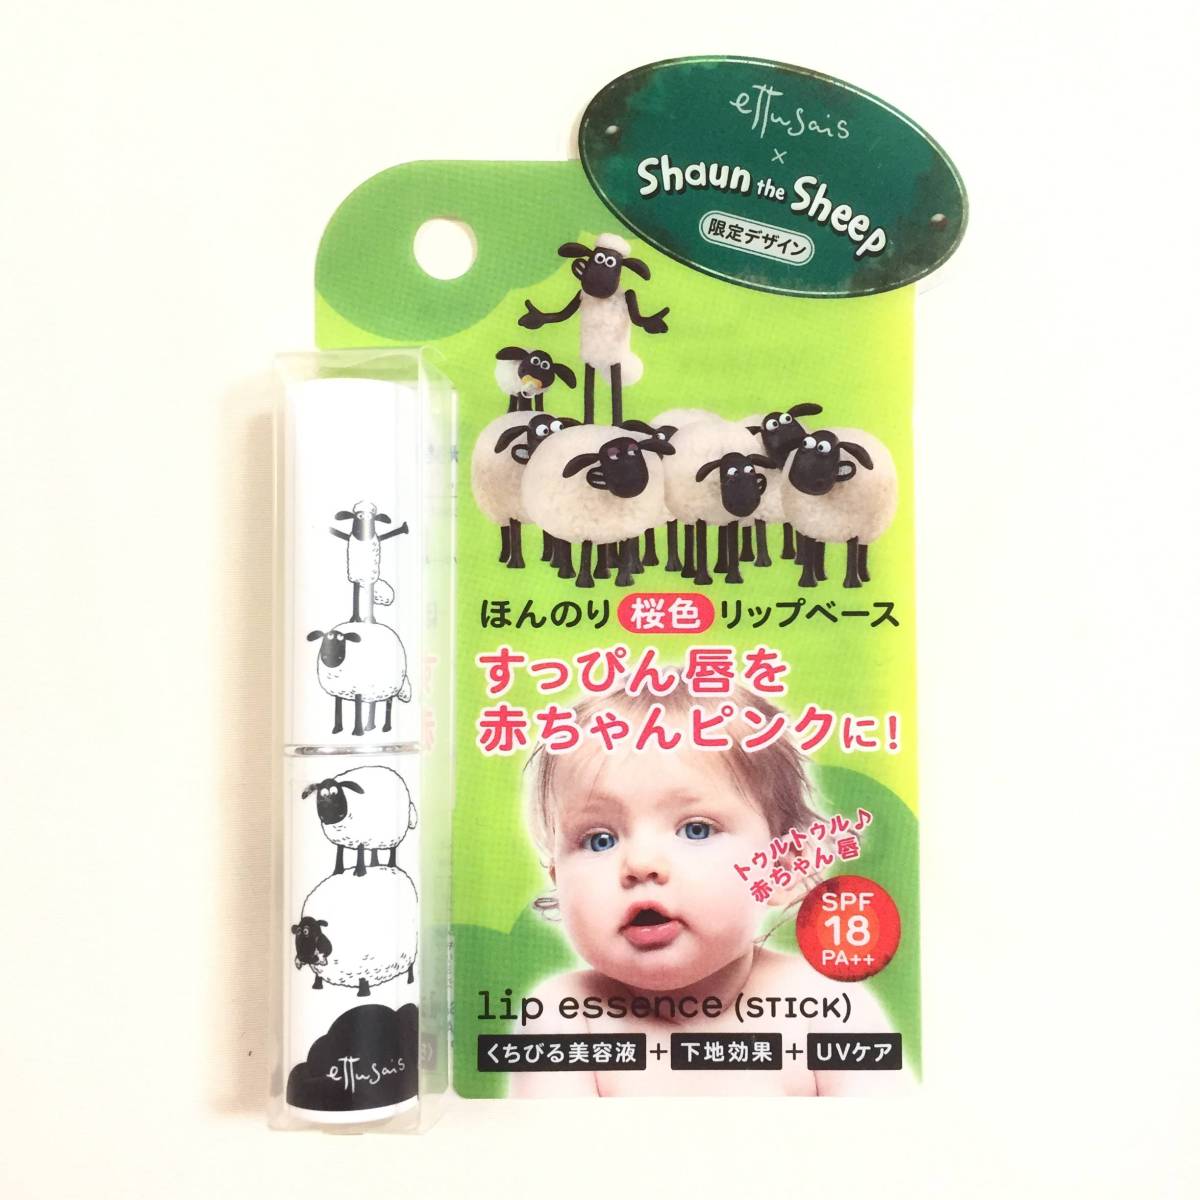 ettusais
×
Shaun the Sheep
限定デザイン
ほんのり 桜色 リップベース
すっぴん唇を
赤ちゃんピンクに!
トゥルトゥル♪
赤ちゃん唇
SPF
18
PA++
lip essence (STICK)
くちびる美容液 + 下地効果 + UVケア
ettusais